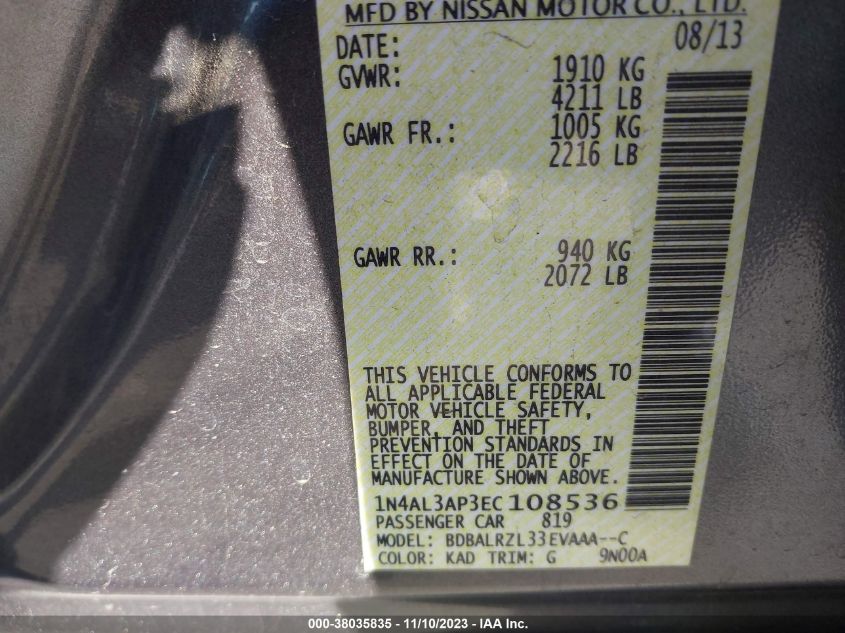 MFD BY NISSAN MOTOR CO., LTD.
DATE: 08/13
GVWR: 1910 KG
4211 LB
GAWR FR.: 1005 KG
2216 LB
GAWR RR.: 940 KG
2072 LB
THIS VEHICLE CONFORMS TO
ALL APPLICABLE FEDERAL
MOTOR VEHICLE SAFETY,
BUMPER, AND THEFT
PREVENTION STANDARDS IN
EFFECT ON THE DATE OF
MANUFACTURE SHOWN ABOVE.
1N4AL3AP3EC108536
PASSENGER CAR 819
MODEL: BDBALRZL33EVAAA--C
COLOR: KAD TRIM: G 9N00A
000-38035835 - 11/10/2023 - © IAA, Inc.